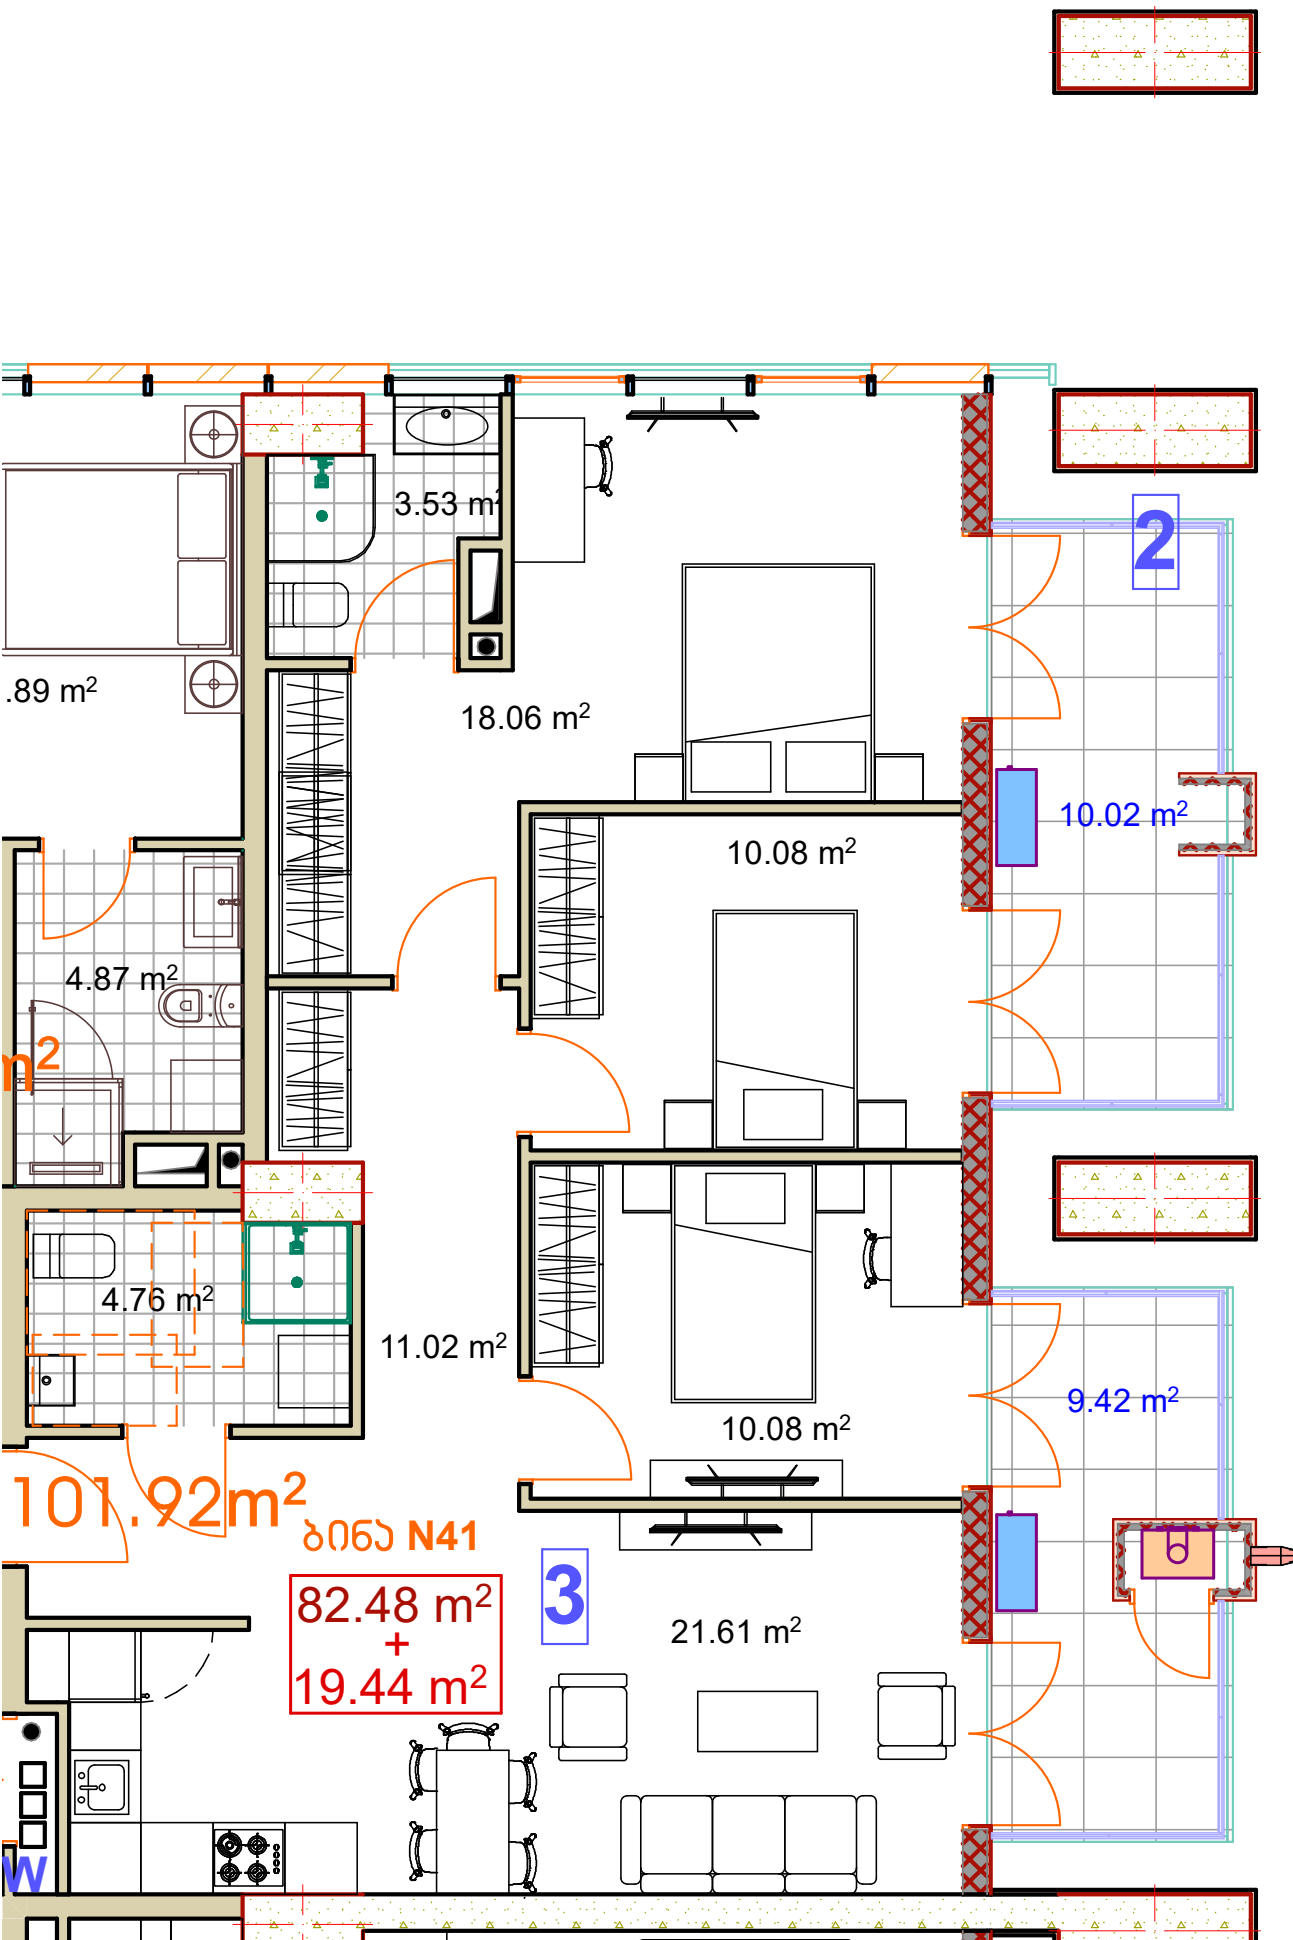 2
3.53 m²
.89 m²
18.06 m²
10.02 m²
10.08 m²
4.87 m²
m²
4.76 m²
11.02 m²
9.42 m²
10.08 m²
101.92m²
ბინა N41
82.48 m²
+
19.44 m²
3
21.61 m²
w